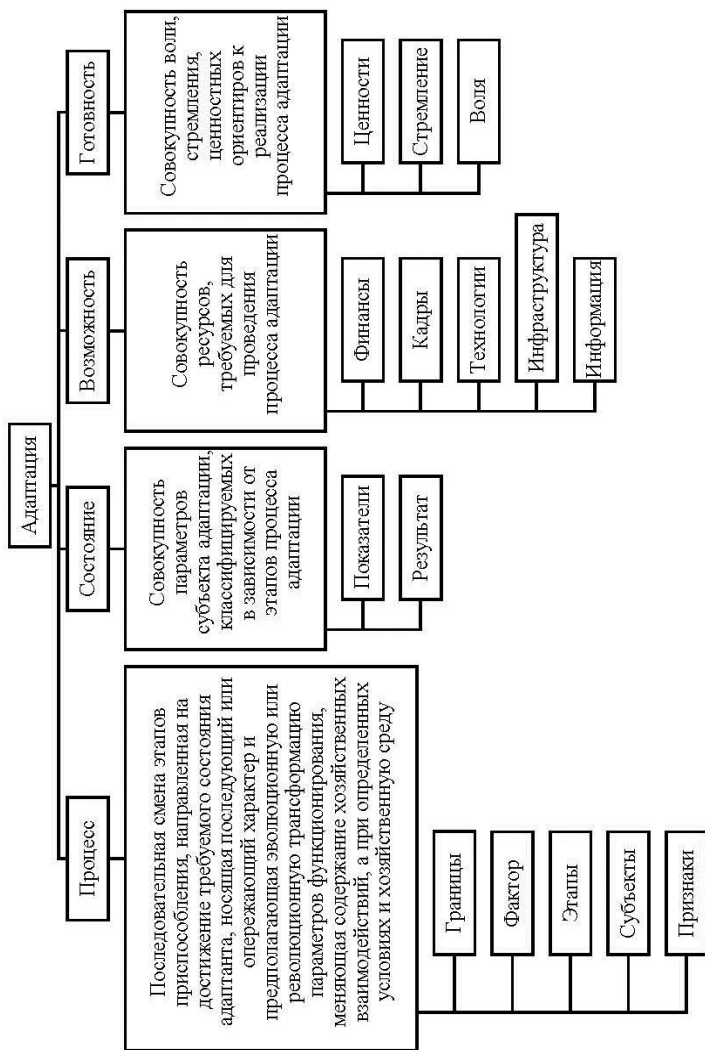 Адаптация
Процесс
Последовательная смена этапов
приспособления, направленная на
достижение требуемого состояния
адаптанта, носящая последующий или
опережающий характер и
предполагающая эволюционную или
революционную трансформацию
параметров функционирования,
меняющая содержание хозяйственных
взаимодействий, а при определенных
условиях и хозяйственную среду
Границы
Фактор
Этапы
Субъекты
Признаки
Состояние
Совокупность
параметров
субъекта адаптации,
классифицируемых
в зависимости от
этапов процесса
адаптации
Показатели
Результат
Возможность
Совокупность
ресурсов,
требуемых для
проведения
процесса адаптации
Финансы
Кадры
Технологии
Инфраструктура
Информация
Готовность
Совокупность воли,
стремления,
ценностных
ориентиров к
реализации
процесса адаптации
Ценности
Стремление
Воля